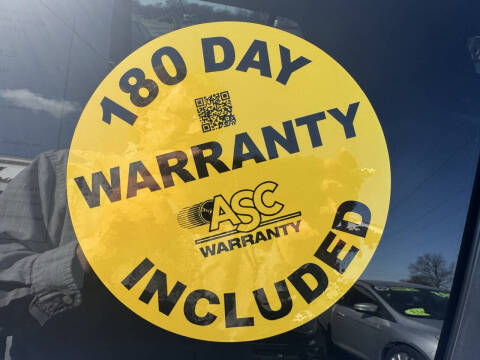 180 DAY
WARRANTY
ASC
WARRANTY
INCLUDED